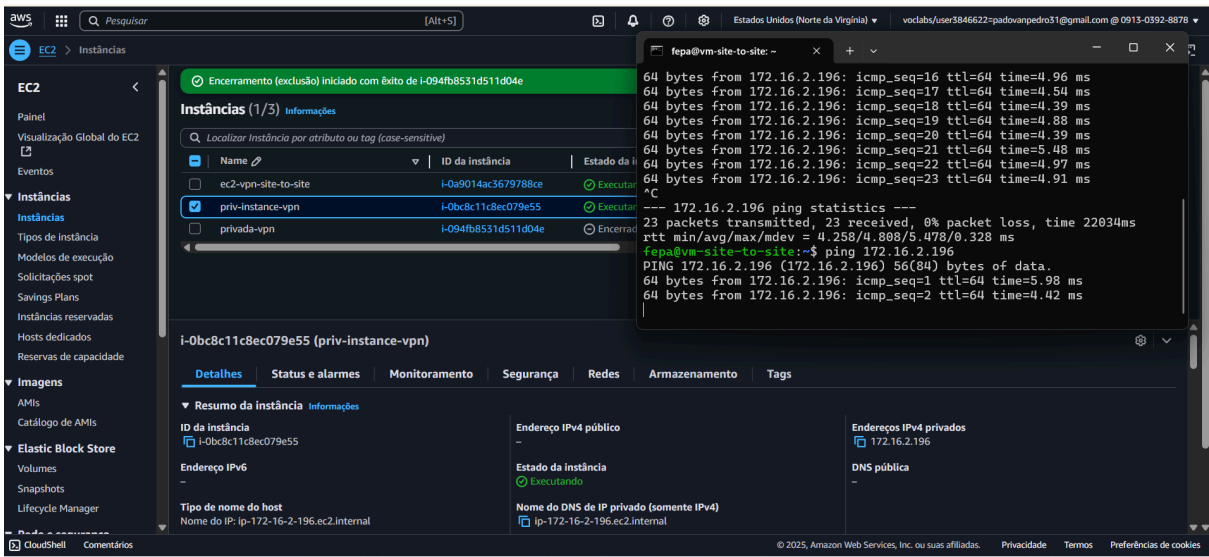 aws
Pesquisar
[Alt+S]
Estados Unidos (Norte da Virgínia)
voclabs/user3846622=padovanpedro31@gmail.com @ 0913-0392-8878
EC2 > Instâncias
EC2
Painel
Visualização Global do EC2
Eventos
Instâncias
Instâncias
Tipos de instância
Modelos de execução
Solicitações spot
Savings Plans
Instâncias reservadas
Hosts dedicados
Reservas de capacidade
Imagens
AMIs
Catálogo de AMIs
Elastic Block Store
Volumes
Snapshots
Lifecycle Manager
Rede e segurança
Encerramento (exclusão) iniciado com êxito de i-094fb8531d511d04e
Instâncias (1/3) Informações
Localizar Instância por atributo ou tag (case-sensitive)
Name ID da instância Estado da i
ec2-vpn-site-to-site i-0a9014ac3679788ce Executan
priv-instance-vpn i-0bc8c11c8ec079e55 Executan
privada-vpn i-094fb8531d511d04e Encerrad
fepa@vm-site-to-site: ~
64 bytes from 172.16.2.196: icmp_seq=16 ttl=64 time=4.96 ms
64 bytes from 172.16.2.196: icmp_seq=17 ttl=64 time=4.54 ms
64 bytes from 172.16.2.196: icmp_seq=18 ttl=64 time=4.39 ms
64 bytes from 172.16.2.196: icmp_seq=19 ttl=64 time=4.88 ms
64 bytes from 172.16.2.196: icmp_seq=20 ttl=64 time=4.39 ms
64 bytes from 172.16.2.196: icmp_seq=21 ttl=64 time=5.48 ms
64 bytes from 172.16.2.196: icmp_seq=22 ttl=64 time=4.97 ms
64 bytes from 172.16.2.196: icmp_seq=23 ttl=64 time=4.91 ms
^C
--- 172.16.2.196 ping statistics ---
23 packets transmitted, 23 received, 0% packet loss, time 22034ms
rtt min/avg/max/mdev = 4.258/4.808/5.478/0.328 ms
fepa@vm-site-to-site:~$ ping 172.16.2.196
PING 172.16.2.196 (172.16.2.196) 56(84) bytes of data.
64 bytes from 172.16.2.196: icmp_seq=1 ttl=64 time=5.98 ms
64 bytes from 172.16.2.196: icmp_seq=2 ttl=64 time=4.42 ms
i-0bc8c11c8ec079e55 (priv-instance-vpn)
Detalhes Status e alarmes Monitoramento Segurança Redes Armazenamento Tags
Resumo da instância Informações
ID da instância
i-0bc8c11c8ec079e55
Endereço IPv4 público
–
Endereços IPv4 privados
172.16.2.196
Endereço IPv6
–
Estado da instância
Executando
DNS pública
–
Tipo de nome do host
Nome do IP: ip-172-16-2-196.ec2.internal
Nome do DNS de IP privado (somente IPv4)
ip-172-16-2-196.ec2.internal
CloudShell Comentários
© 2025, Amazon Web Services, Inc. ou suas afiliadas. Privacidade Termos Preferências de cookies